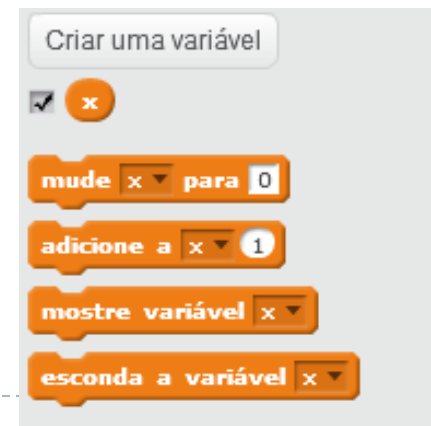 Criar uma variável
x
mude x para 0
adicione a x 1
mostre variável x
esconda a variável x